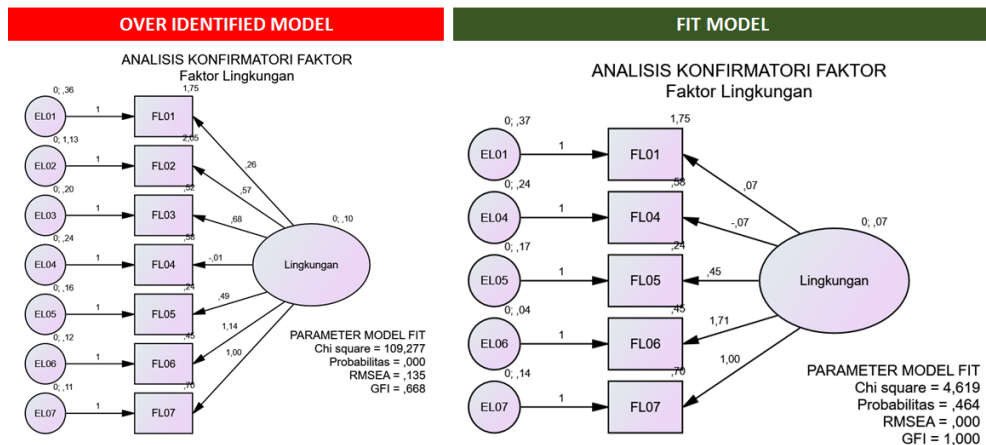 OVER IDENTIFIED MODEL
ANALISIS KONFIRMATORI FAKTOR
Faktor Lingkungan
0; ,36
EL01
1
1,75
FL01
,26
0; 1,13
EL02
1
2,05
FL02
,57
0; ,20
EL03
1
,52
FL03
,68
0; ,24
EL04
1
,58
FL04
-,01
0; ,16
EL05
1
,24
FL05
,49
0; ,12
EL06
1
,45
FL06
1,14
0; ,11
EL07
1
,70
FL07
1,00
0; ,10
Lingkungan
PARAMETER MODEL FIT
Chi square = 109,277
Probabilitas = ,000
RMSEA = ,135
GFI = ,668
FIT MODEL
ANALISIS KONFIRMATORI FAKTOR
Faktor Lingkungan
0; ,37
EL01
1
1,75
FL01
,07
0; ,24
EL04
1
,58
FL04
-,07
0; ,17
EL05
1
,24
FL05
,45
0; ,04
EL06
1
,45
FL06
1,71
0; ,14
EL07
1
,70
FL07
1,00
0; ,07
Lingkungan
PARAMETER MODEL FIT
Chi square = 4,619
Probabilitas = ,464
RMSEA = ,000
GFI = 1,000